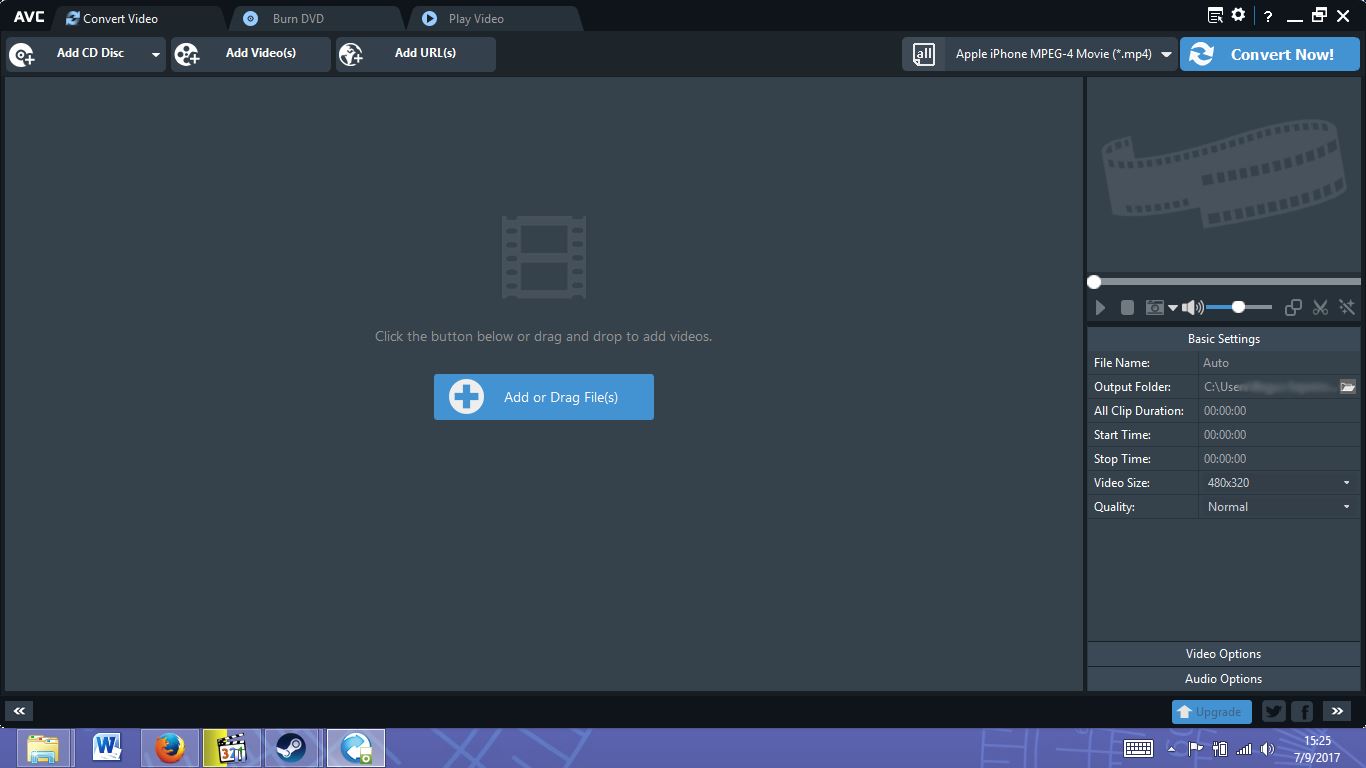 AVC Convert Video Burn DVD Play Video ?
Add CD Disc Add Video(s) Add URL(s) all Apple iPhone MPEG-4 Movie (*.mp4) Convert Now!
Click the button below or drag and drop to add videos.
Add or Drag File(s)
Basic Settings
File Name: Auto
Output Folder: C:\User
All Clip Duration: 00:00:00
Start Time: 00:00:00
Stop Time: 00:00:00
Video Size: 480x320
Quality: Normal
Video Options
Audio Options
Upgrade
321
15:25
7/9/2017